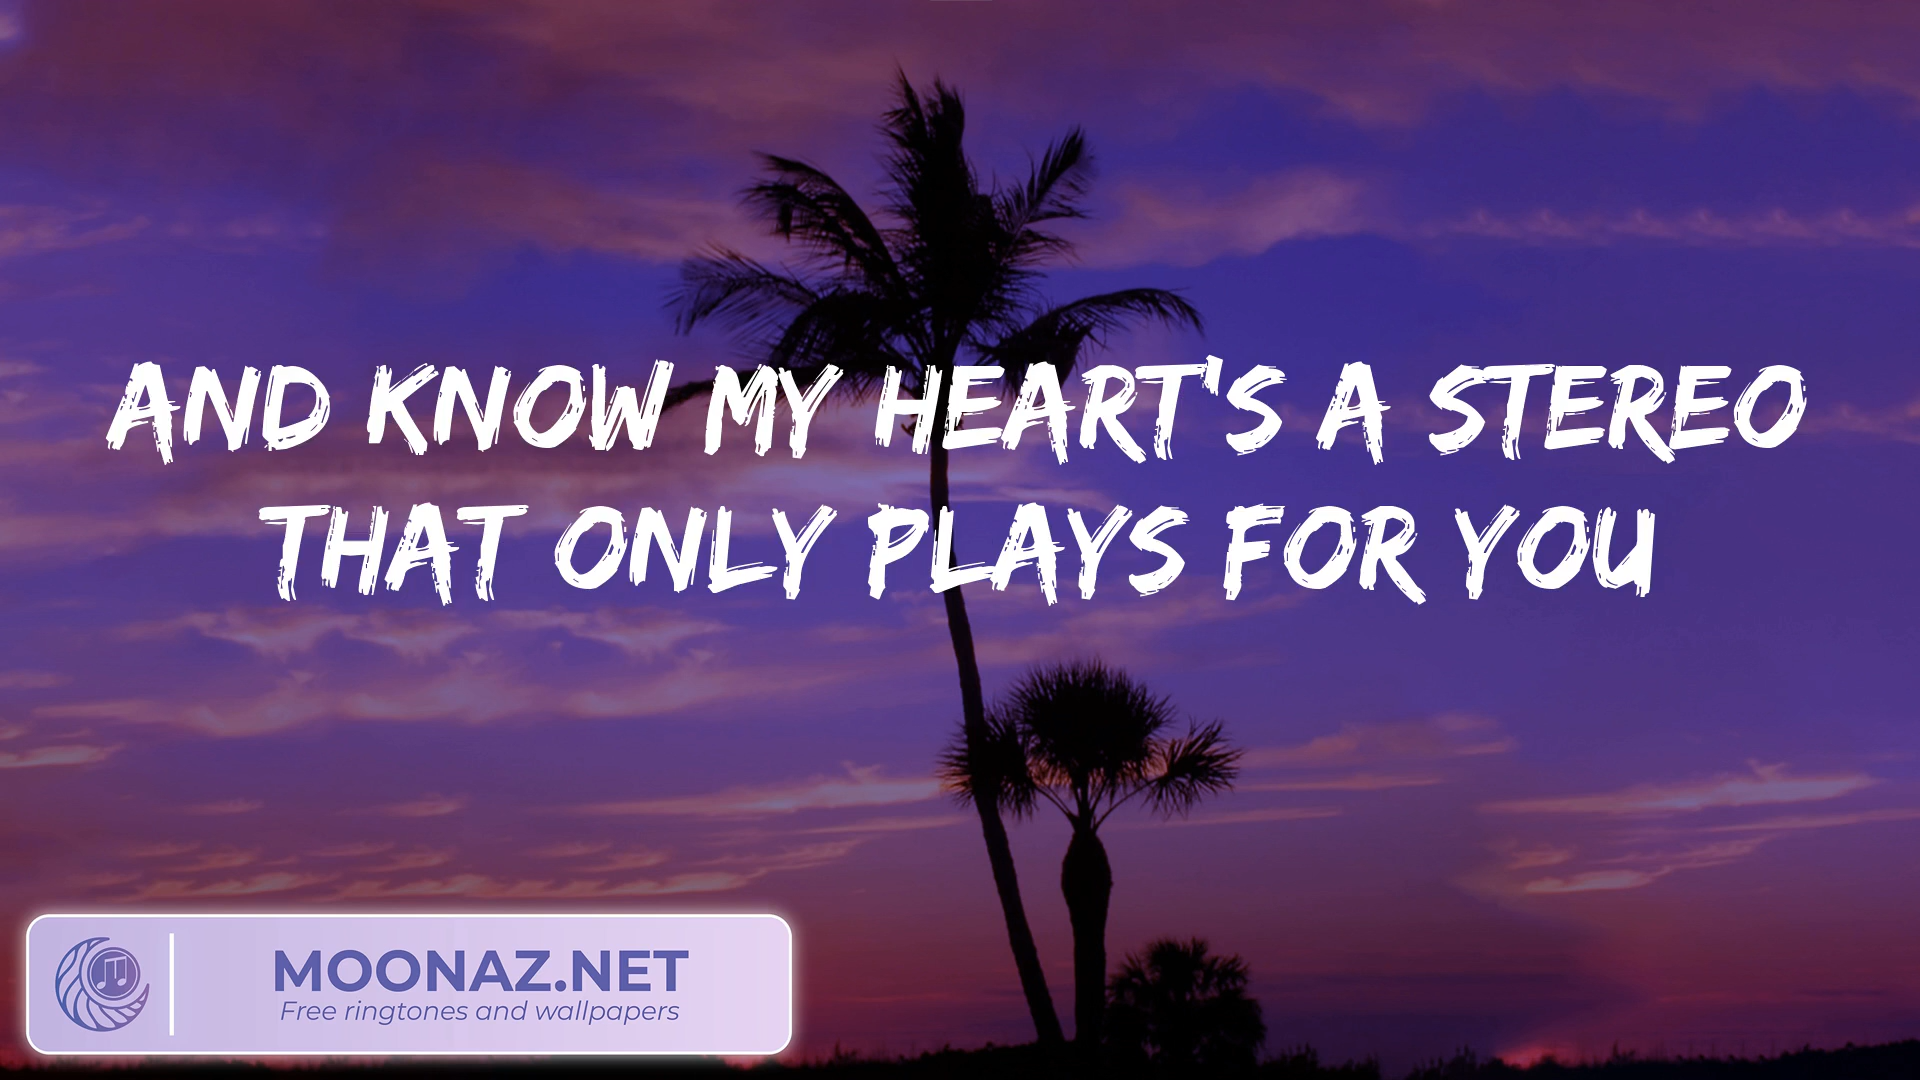 AND KNOW MY HEART'S A STEREO
THAT ONLY PLAYS FOR YOU
MOONAZ.NET
Free ringtones and wallpapers